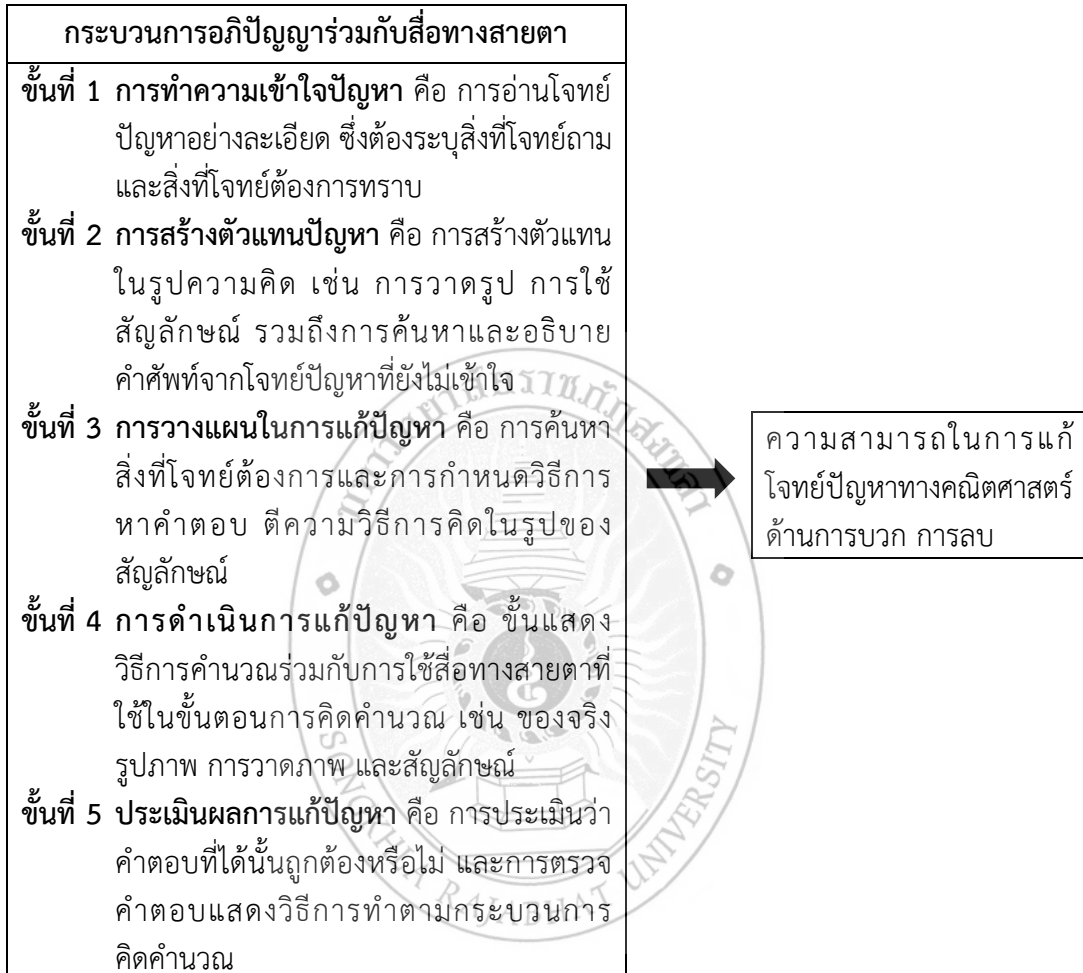 กระบวนการอภิปัญญาร่วมกับสื่อทางสายตา
ขั้นที่ 1 การทำความเข้าใจปัญหา คือ การอ่านโจทย์
ปัญหาอย่างละเอียด ซึ่งต้องระบุสิ่งที่โจทย์ถาม
และสิ่งที่โจทย์ต้องการทราบ
ขั้นที่ 2 การสร้างตัวแทนปัญหา คือ การสร้างตัวแทน
ในรูปความคิด เช่น การวาดรูป การใช้
สัญลักษณ์ รวมถึงการค้นหาและอธิบาย
คำศัพท์จากโจทย์ปัญหาที่ยังไม่เข้าใจ
ขั้นที่ 3 การวางแผนในการแก้ปัญหา คือ การค้นหา
สิ่งที่โจทย์ต้องการและการกำหนดวิธีการ
หาคำตอบ ตีความวิธีการคิดในรูปของ
สัญลักษณ์
ขั้นที่ 4 การดำเนินการแก้ปัญหา คือ ขั้นแสดง
วิธีการคำนวณร่วมกับการใช้สื่อทางสายตาที่
ใช้ในขั้นตอนการคิดคำนวณ เช่น ของจริง
รูปภาพ การวาดภาพ และสัญลักษณ์
ขั้นที่ 5 ประเมินผลการแก้ปัญหา คือ การประเมินว่า
คำตอบที่ได้นั้นถูกต้องหรือไม่ และการตรวจ
คำตอบแสดงวิธีการทำตามกระบวนการ
คิดคำนวณ
ความสามารถในการแก้
โจทย์ปัญหาทางคณิตศาสตร์
ด้านการบวก การลบ
มหาวิทยาลัยราชภัฏสงขลา
SONGKHLA RAJABHAT UNIVERSITY